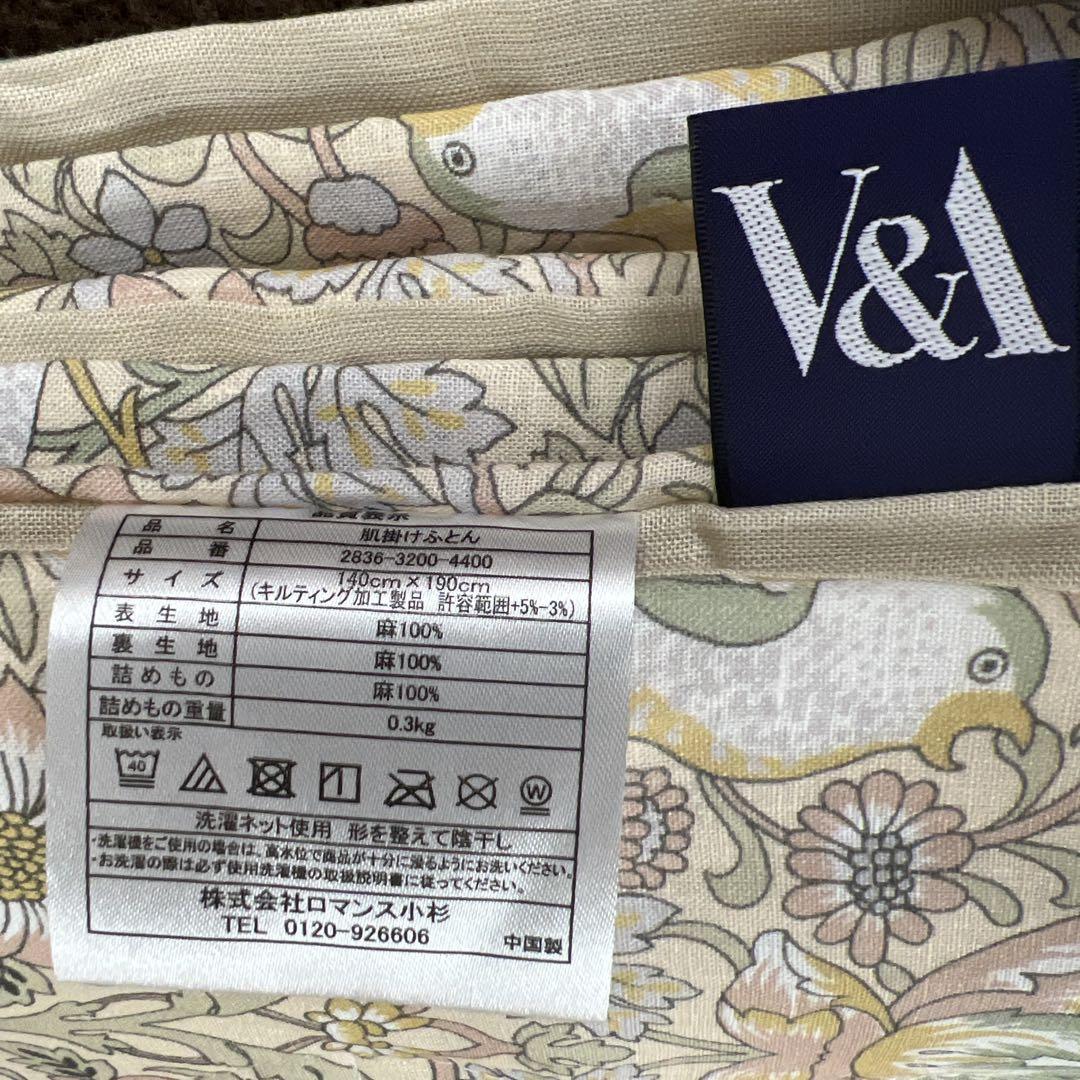 V&A
品質表示
品名 肌掛けふとん
品番 2836-3200-4400
サイズ 140cm×190cm
(キルティング加工製品 許容範囲+5%-3%)
表生地 麻100%
裏生地 麻100%
詰めもの 麻100%
詰めもの重量 0.3kg
取扱い表示
40 W
洗濯ネット使用 形を整えて陰干し
・洗濯機をご使用の場合は、高水位で商品が十分に浸るようにお洗いください。
・お洗濯の際は必ず使用洗濯機の取扱説明書に従ってください。
株式会社ロマンス小杉
TEL 0120-926606 中国製